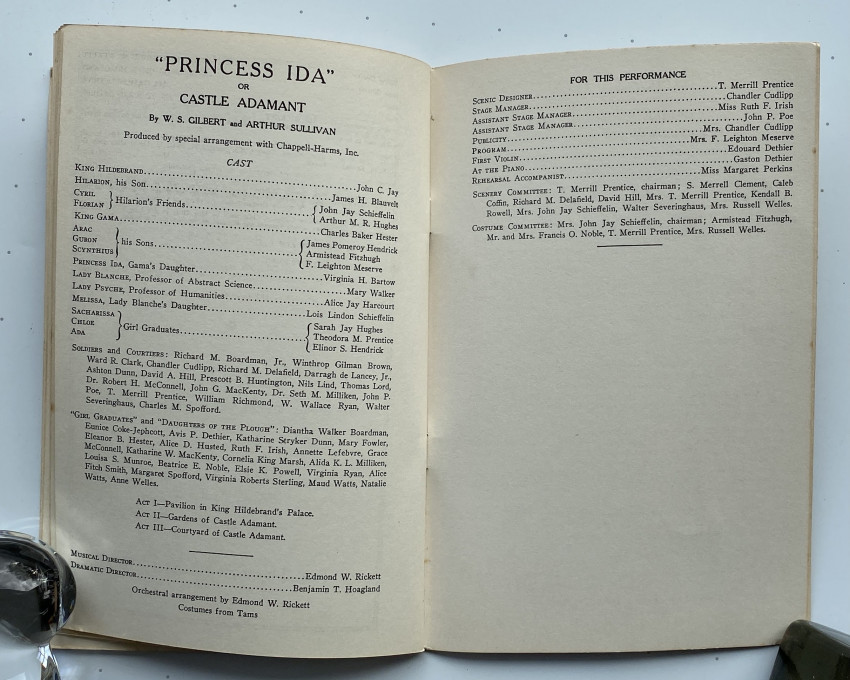 "PRINCESS IDA"
OR
CASTLE ADAMANT
By W. S. GILBERT and ARTHUR SULLIVAN
Produced by special arrangement with Chappell-Harms, Inc.
CAST
KING HILDEBRAND John C. Jay
HILARION, his Son James H. Blauvelt
CYRIL
FLORIAN
Hilarion's Friends
John Jay Schieffelin
Arthur M. R. Hughes
KING GAMA Charles Baker Hester
ARAC
GURON
SCYNTHIUS
his Sons
James Pomeroy Hendrick
Armistead Fitzhugh
F. Leighton Meserve
PRINCESS IDA, Gama's Daughter Virginia H. Bartow
LADY BLANCHE, Professor of Abstract Science Mary Walker
LADY PSYCHE, Professor of Humanities Alice Jay Harcourt
MELISSA, Lady Blanche's Daughter Lois Lindon Schieffelin
SACHARISSA
CHLOE
ADA
Girl Graduates
Sarah Jay Hughes
Theodora M. Prentice
Elinor S. Hendrick
SOLDIERS and COURTIERS: Richard M. Boardman, Jr., Winthrop Gilman Brown,
Ward R. Clark, Chandler Cudlipp, Richard M. Delafield, Darragh de Lancey, Jr.,
Ashton Dunn, David A. Hill, Prescott B. Huntington, Nils Lind, Thomas Lord,
Dr. Robert H. McConnell, John G. MacKenty, Dr. Seth M. Milliken, John P.
Poe, T. Merrill Prentice, William Richmond, W. Wallace Ryan, Walter
Severinghaus, Charles M. Spofford.
"GIRL GRADUATES" and "DAUGHTERS OF THE PLOUGH": Diantha Walker Boardman,
Eunice Coke-Jephcott, Avis P. Dethier, Katharine Stryker Dunn, Mary Fowler,
Eleanor B. Hester, Alice D. Husted, Ruth F. Irish, Annette Lefebvre, Grace
McConnell, Katharine W. MacKenty, Cornelia King Marsh, Alida K. L. Milliken,
Louisa S. Munroe, Beatrice E. Noble, Elsie K. Powell, Virginia Ryan, Alice
Fitch Smith, Margaret Spofford, Virginia Roberts Sterling, Maud Watts, Natalie
Watts, Anne Welles.
ACT I—Pavilion in King Hildebrand's Palace.
ACT II—Gardens of Castle Adamant.
ACT III—Courtyard of Castle Adamant.
MUSICAL DIRECTOR Edmond W. Rickett
DRAMATIC DIRECTOR Benjamin T. Hoagland
Orchestral arrangement by Edmond W. Rickett
Costumes from Tams
FOR THIS PERFORMANCE
SCENIC DESIGNER T. Merrill Prentice
STAGE MANAGER Chandler Cudlipp
ASSISTANT STAGE MANAGER Miss Ruth F. Irish
ASSISTANT STAGE MANAGER John P. Poe
PUBLICITY Mrs. Chandler Cudlipp
PROGRAM Mrs. F. Leighton Meserve
FIRST VIOLIN Edouard Dethier
AT THE PIANO Gaston Dethier
REHEARSAL ACCOMPANIST Miss Margaret Perkins
SCENERY COMMITTEE: T. Merrill Prentice, chairman; S. Merrell Clement, Caleb
Coffin, Richard M. Delafield, David Hill, Mrs. T. Merrill Prentice, Kendall B.
Rowell, Mrs. John Jay Schieffelin, Walter Severinghaus, Mrs. Russell Welles.
COSTUME COMMITTEE: Mrs. John Jay Schieffelin, chairman; Armistead Fitzhugh,
Mr. and Mrs. Francis O. Noble, T. Merrill Prentice, Mrs. Russell Welles.